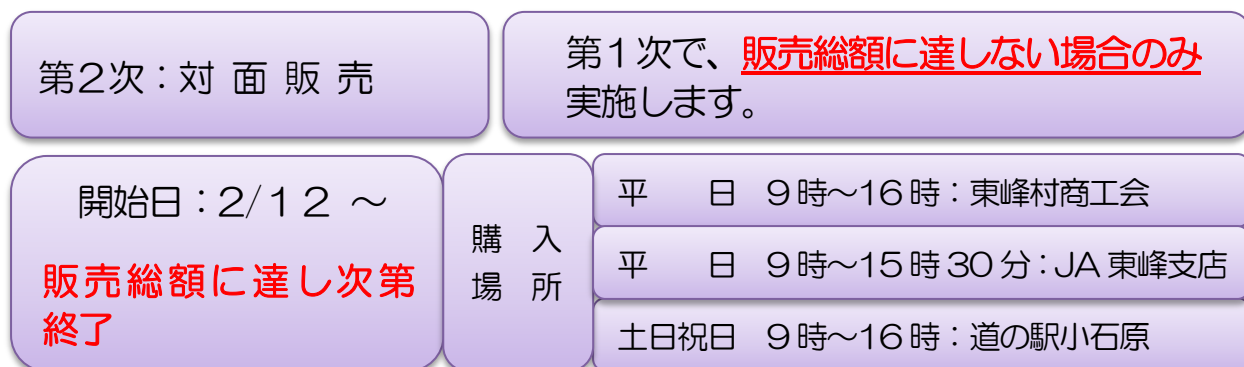 第2次：対 面 販 売
第１次で、販売総額に達しない場合のみ
実施します。
開始日：２/１２ ～
販売総額に達し次第
終了
購 入
場 所
平　　日　９時～16時：東峰村商工会
平　　日　９時～15時30分：JA東峰支店
土日祝日　９時～16時：道の駅小石原